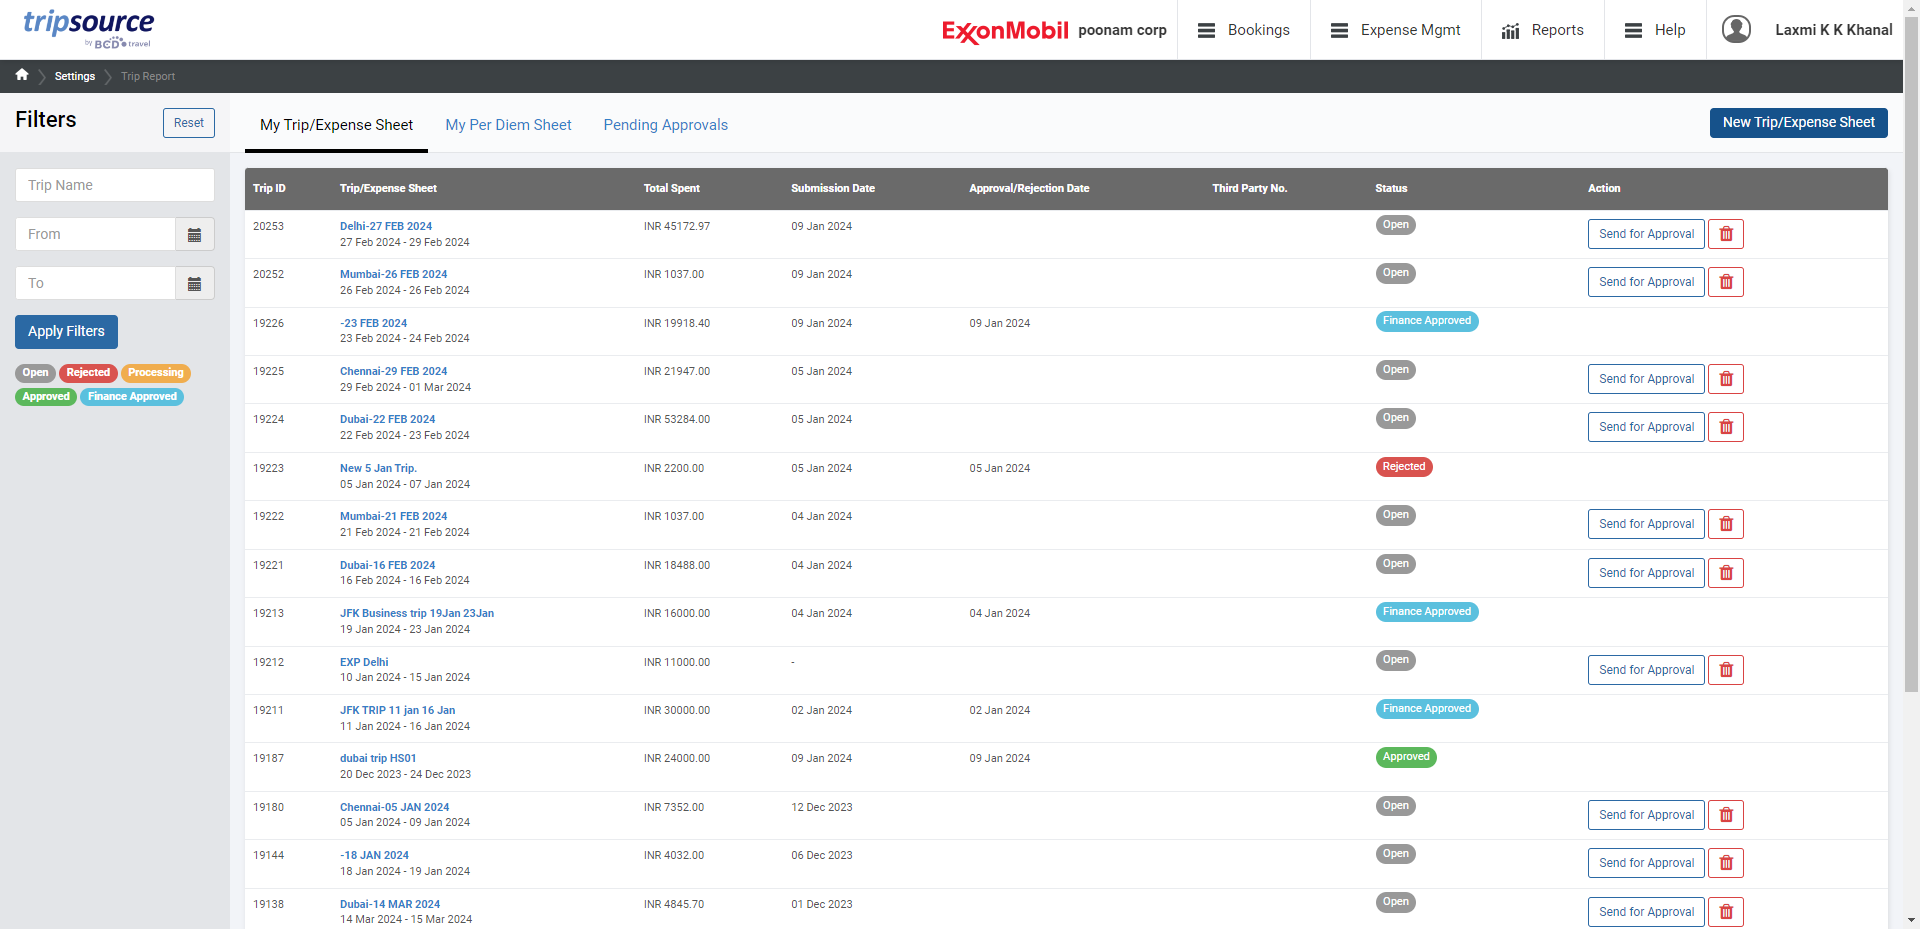 tripsource
by BCD travel
ExxonMobil poonam corp
Bookings
Expense Mgmt
Reports
Help
Laxmi K K Khanal
Settings
Trip Report
Filters
Reset
Trip Name
From
To
Apply Filters
Open Rejected Processing
Approved Finance Approved
My Trip/Expense Sheet
My Per Diem Sheet
Pending Approvals
New Trip/Expense Sheet
Trip ID Trip/Expense Sheet Total Spent Submission Date Approval/Rejection Date Third Party No. Status Action
20253 Delhi-27 FEB 2024 INR 45172.97 09 Jan 2024 Open Send for Approval
27 Feb 2024 - 29 Feb 2024
20252 Mumbai-26 FEB 2024 INR 1037.00 09 Jan 2024 Open Send for Approval
26 Feb 2024 - 26 Feb 2024
19226 -23 FEB 2024 INR 19918.40 09 Jan 2024 09 Jan 2024 Finance Approved
23 Feb 2024 - 24 Feb 2024
19225 Chennai-29 FEB 2024 INR 21947.00 05 Jan 2024 Open Send for Approval
29 Feb 2024 - 01 Mar 2024
19224 Dubai-22 FEB 2024 INR 53284.00 05 Jan 2024 Open Send for Approval
22 Feb 2024 - 23 Feb 2024
19223 New 5 Jan Trip. INR 2200.00 05 Jan 2024 05 Jan 2024 Rejected
05 Jan 2024 - 07 Jan 2024
19222 Mumbai-21 FEB 2024 INR 1037.00 04 Jan 2024 Open Send for Approval
21 Feb 2024 - 21 Feb 2024
19221 Dubai-16 FEB 2024 INR 18488.00 04 Jan 2024 Open Send for Approval
16 Feb 2024 - 16 Feb 2024
19213 JFK Business trip 19Jan 23Jan INR 16000.00 04 Jan 2024 04 Jan 2024 Finance Approved
19 Jan 2024 - 23 Jan 2024
19212 EXP Delhi INR 11000.00 - Open Send for Approval
10 Jan 2024 - 15 Jan 2024
19211 JFK TRIP 11 jan 16 Jan INR 30000.00 02 Jan 2024 02 Jan 2024 Finance Approved
11 Jan 2024 - 16 Jan 2024
19187 dubai trip HS01 INR 24000.00 09 Jan 2024 09 Jan 2024 Approved
20 Dec 2023 - 24 Dec 2023
19180 Chennai-05 JAN 2024 INR 7352.00 12 Dec 2023 Open Send for Approval
05 Jan 2024 - 09 Jan 2024
19144 -18 JAN 2024 INR 4032.00 06 Dec 2023 Open Send for Approval
18 Jan 2024 - 19 Jan 2024
19138 Dubai-14 MAR 2024 INR 4845.70 01 Dec 2023 Open Send for Approval
14 Mar 2024 - 15 Mar 2024